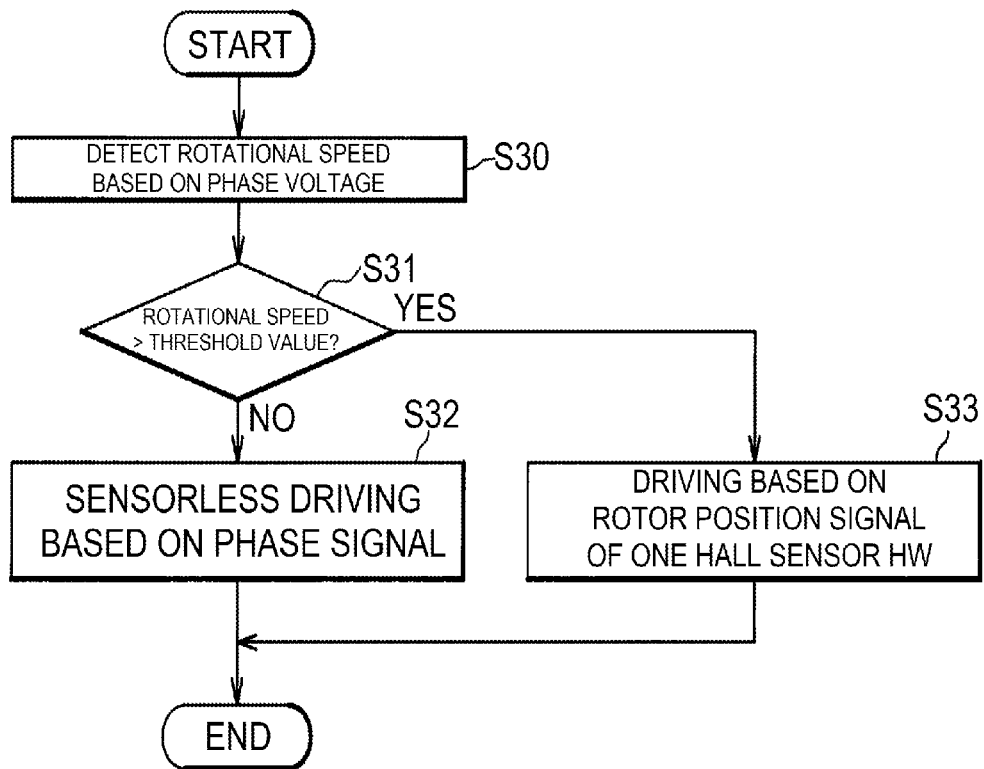 START
DETECT ROTATIONAL SPEED
BASED ON PHASE VOLTAGE
S30
S31
ROTATIONAL SPEED
> THRESHOLD VALUE?
YES
NO
S32
SENSORLESS DRIVING
BASED ON PHASE SIGNAL
S33
DRIVING BASED ON
ROTOR POSITION SIGNAL
OF ONE HALL SENSOR HW
END